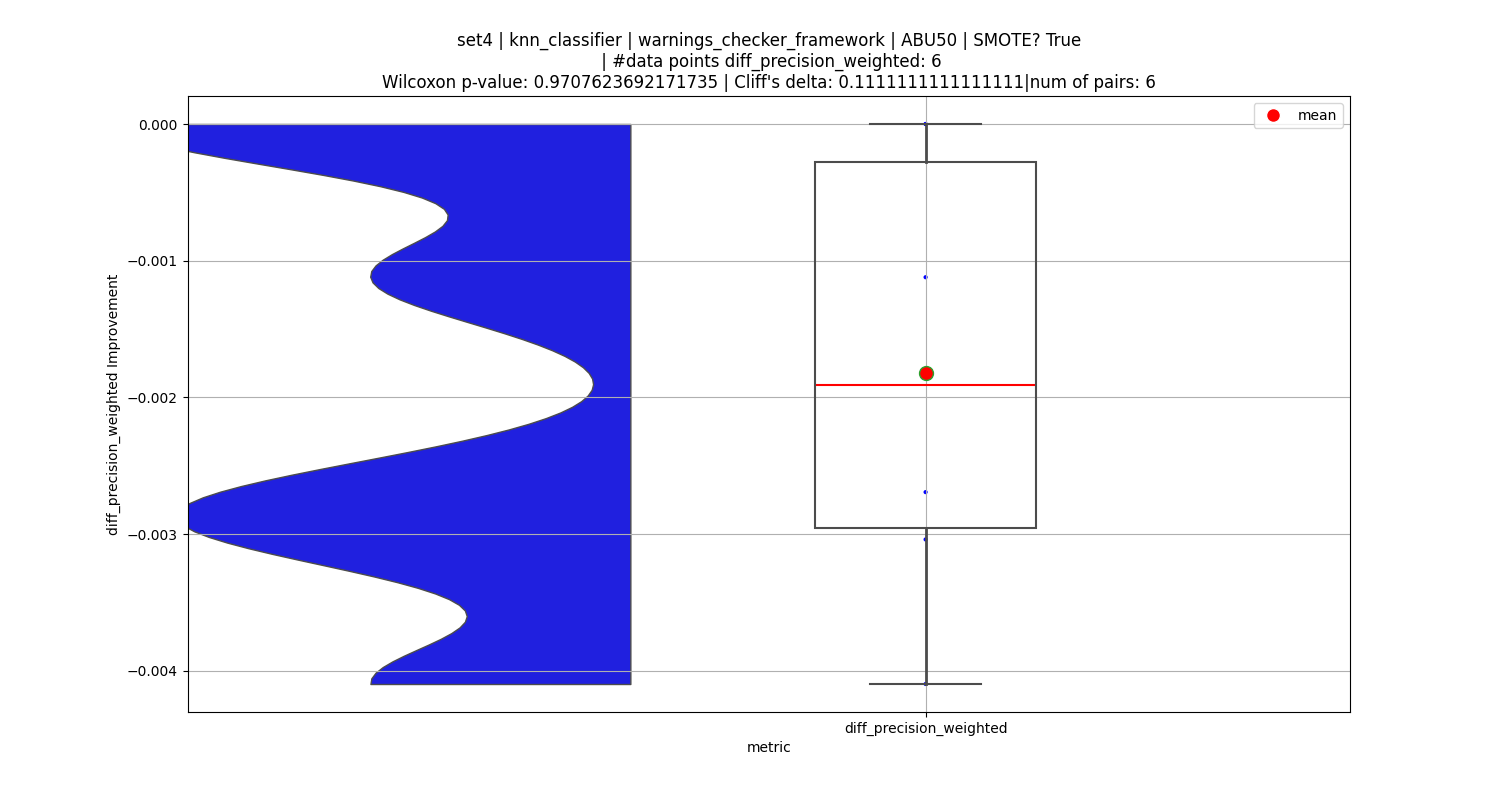 set4 | knn_classifier | warnings_checker_framework | ABU50 | SMOTE? True
| #data points diff_precision_weighted: 6
Wilcoxon p-value: 0.9707623692171735 | Cliff's delta: 0.1111111111111111|num of pairs: 6
mean
0.000
−0.001
−0.002
−0.003
−0.004
diff_precision_weighted Improvement
diff_precision_weighted
metric